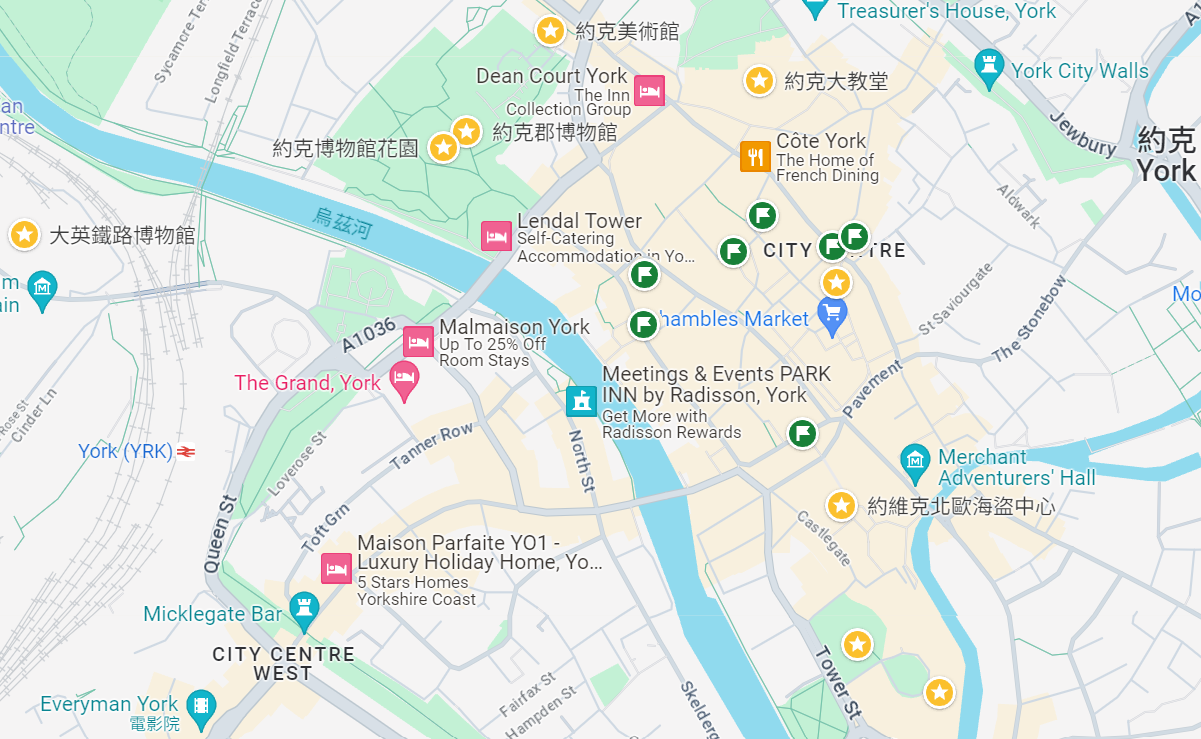 Treasurer's House, York
約克美術館
Sycamore-Ter
Longfield Terrace
Dean Court York
The Inn
Collection Group
約克大教堂
York City Walls
Jewbury
約克
York
約克博物館花園
約克郡博物館
Côte York
The Home of
French Dining
Aldwark
烏茲河
大英鐵路博物館
Lendal Tower
Self-Catering
Accommodation in Yo...
CITY
TRE
St Saviourgate
The Stonebow
A1036
Malmaison York
Up To 25% Off
Room Stays
hambles Market
The Grand, York
Meetings & Events PARK
INN by Radisson, York
Get More with
Radisson Rewards
Pavement
Rose St
Cinder Ln
York (YRK)
Loverose St
Tanner Row
North St
Merchant
Adventurers' Hall
約維克北歐海盜中心
Castlegate
Queen St
Toft Grn
Maison Parfaite YO1 -
Luxury Holiday Home, Yo...
5 Stars Homes
Yorkshire Coast
Micklegate Bar
CITY CENTRE
WEST
Tower St
Fairfax St
Hampden St
Skelderg
Everyman York
電影院